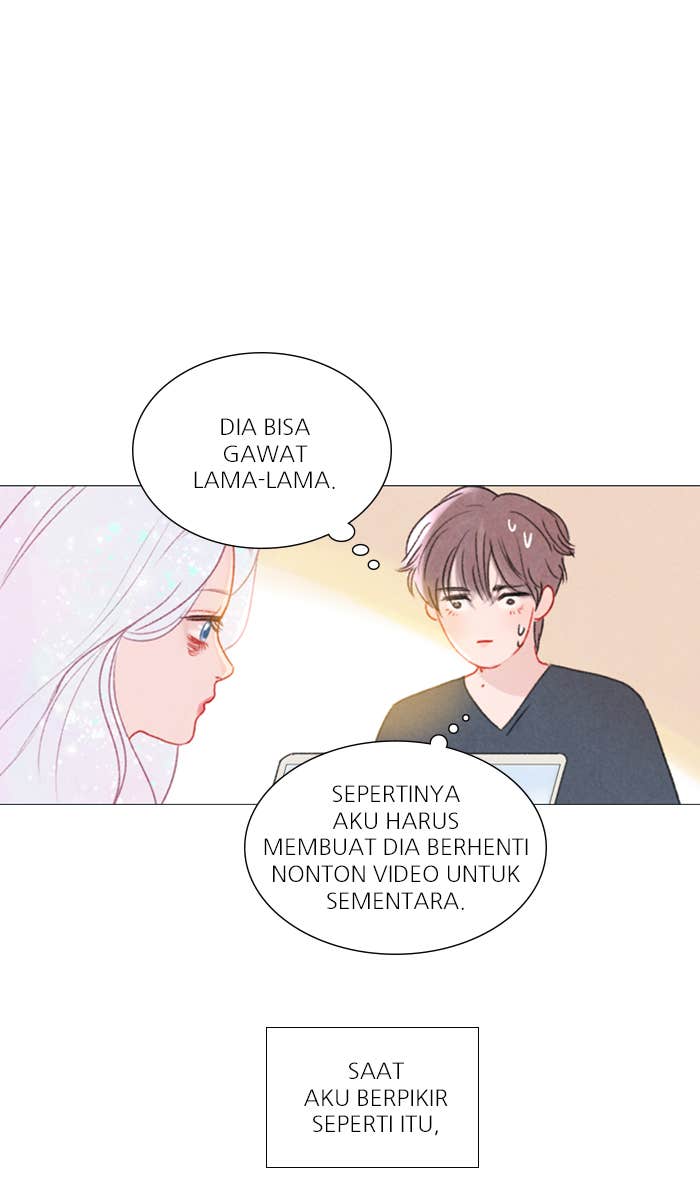 DIA BISA
GAWAT
LAMA-LAMA.
SEPERTINYA
AKU HARUS
MEMBUAT DIA BERHENTI
NONTON VIDEO UNTUK
SEMENTARA.
SAAT
AKU BERPIKIR
SEPERTI ITU,